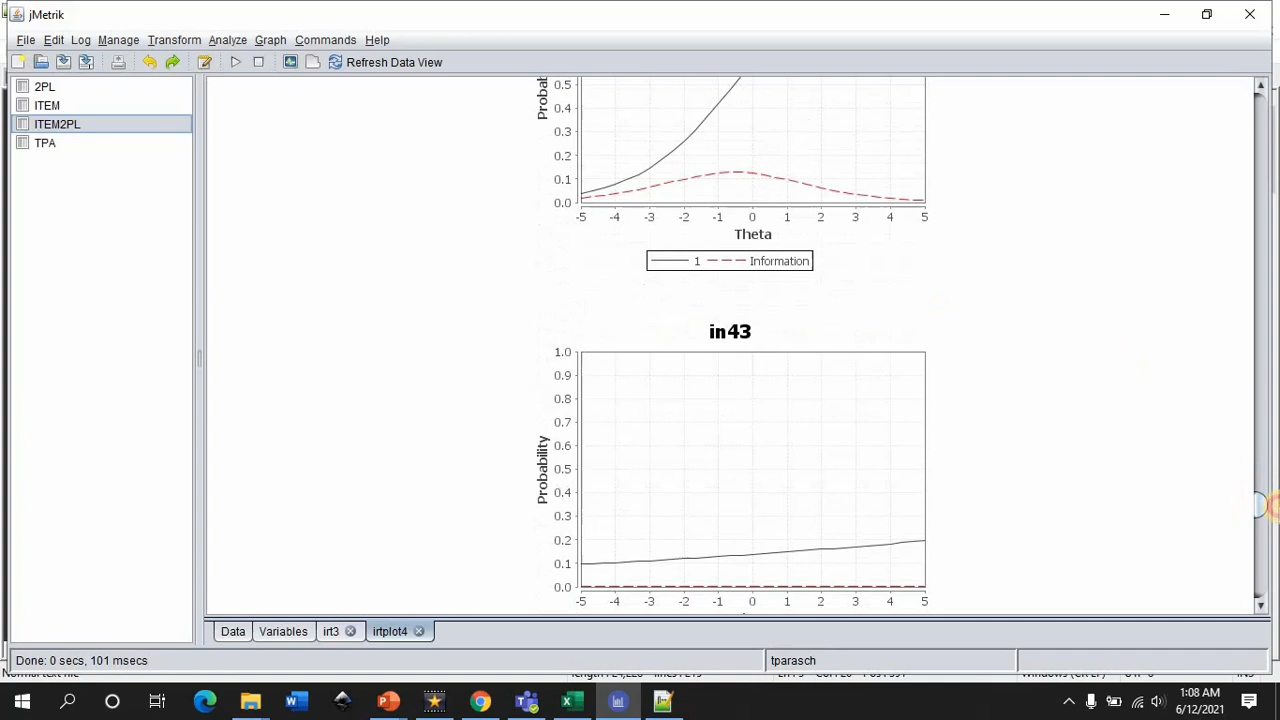 jMetrik
File Edit Log Manage Transform Analyze Graph Commands Help
Refresh Data View
2PL
ITEM
ITEM2PL
TPA
0.5
0.4
0.3
0.2
0.1
0.0
-5 -4 -3 -2 -1 0 1 2 3 4 5
Theta
1 Information
in43
1.0
0.9
0.8
0.7
0.6
0.5
0.4
0.3
0.2
0.1
0.0
Probability
-5 -4 -3 -2 -1 0 1 2 3 4 5
Data Variables irt3 irtplot4
Done: 0 secs, 101 msecs tparasch
Normal text file
1:08 AM
6/12/2021